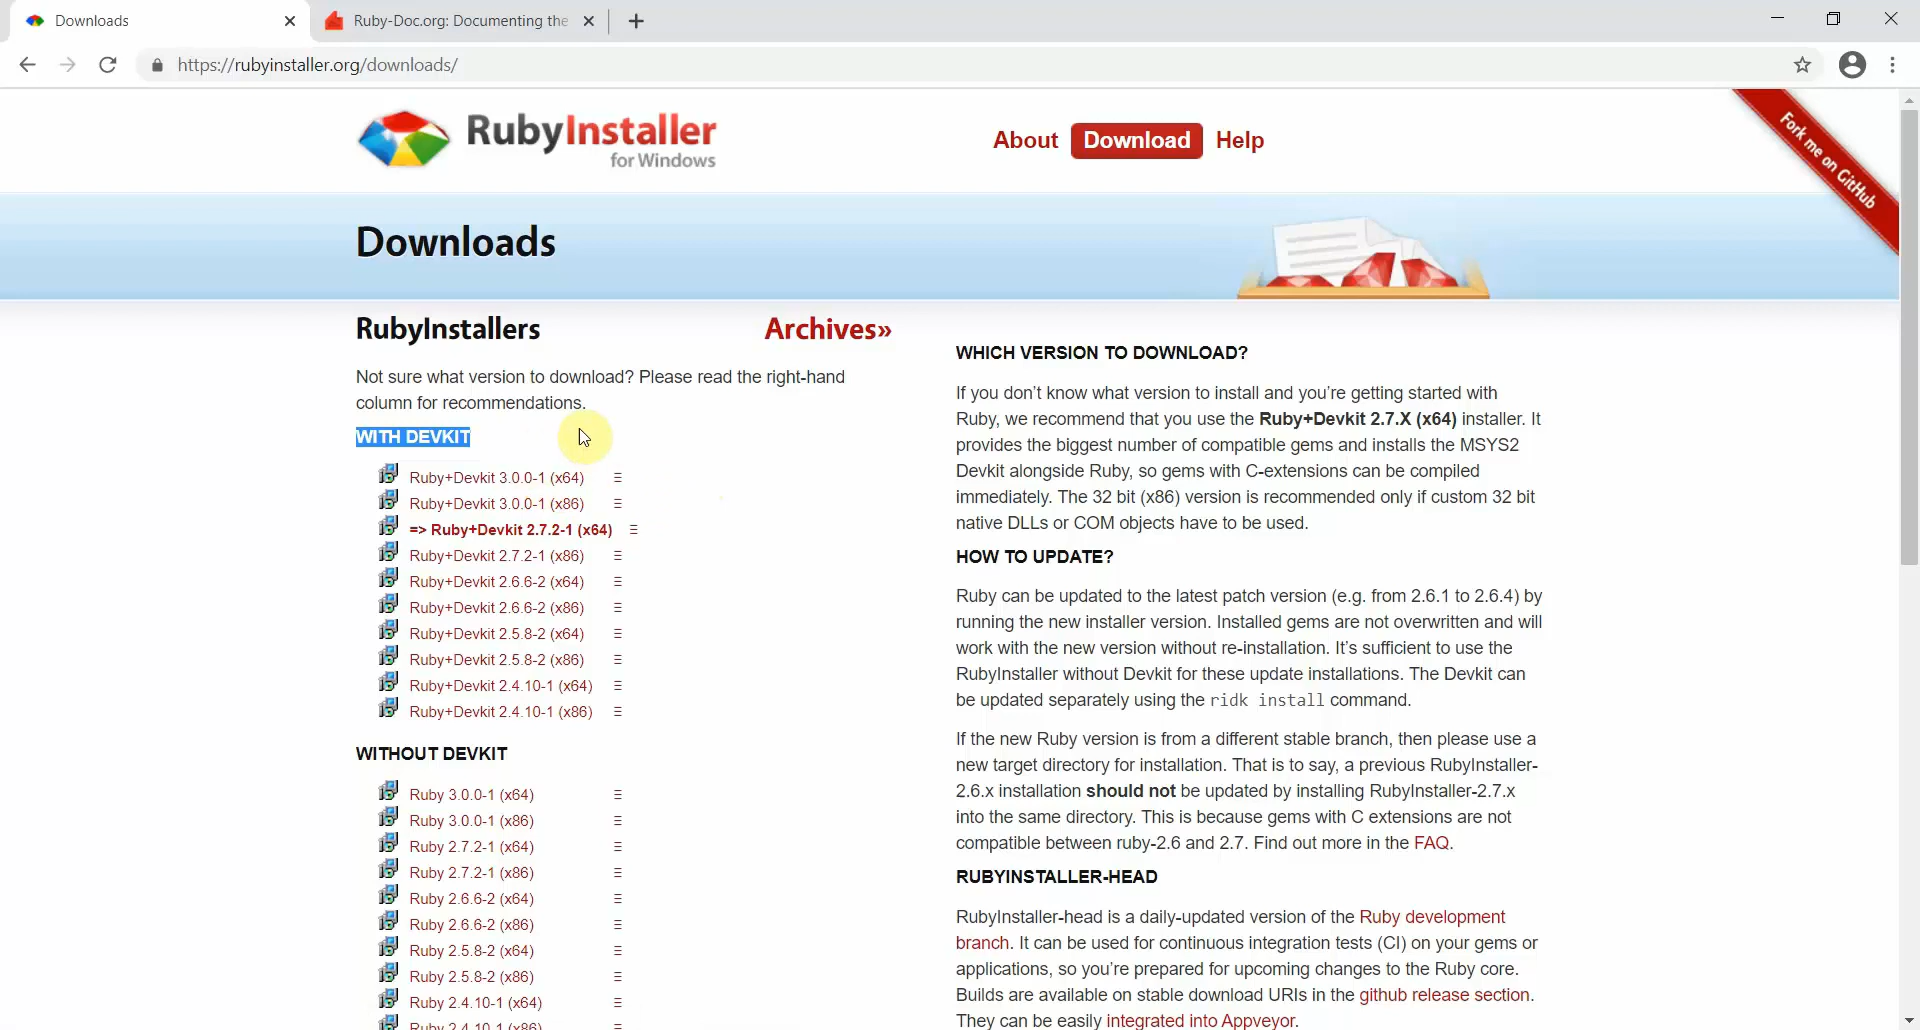 Downloads
Ruby-Doc.org: Documenting the
https://rubyinstaller.org/downloads/
RubyInstaller
for Windows
About Download Help
Fork me on GitHub
Downloads
RubyInstallers Archives»
Not sure what version to download? Please read the right-hand
column for recommendations.
WITH DEVKIT
Ruby+Devkit 3.0.0-1 (x64)
Ruby+Devkit 3.0.0-1 (x86)
=> Ruby+Devkit 2.7.2-1 (x64)
Ruby+Devkit 2.7.2-1 (x86)
Ruby+Devkit 2.6.6-2 (x64)
Ruby+Devkit 2.6.6-2 (x86)
Ruby+Devkit 2.5.8-2 (x64)
Ruby+Devkit 2.5.8-2 (x86)
Ruby+Devkit 2.4.10-1 (x64)
Ruby+Devkit 2.4.10-1 (x86)
WITHOUT DEVKIT
Ruby 3.0.0-1 (x64)
Ruby 3.0.0-1 (x86)
Ruby 2.7.2-1 (x64)
Ruby 2.7.2-1 (x86)
Ruby 2.6.6-2 (x64)
Ruby 2.6.6-2 (x86)
Ruby 2.5.8-2 (x64)
Ruby 2.5.8-2 (x86)
Ruby 2.4.10-1 (x64)
Ruby 2.4.10-1 (x86)
WHICH VERSION TO DOWNLOAD?
If you don't know what version to install and you're getting started with
Ruby, we recommend that you use the Ruby+Devkit 2.7.X (x64) installer. It
provides the biggest number of compatible gems and installs the MSYS2
Devkit alongside Ruby, so gems with C-extensions can be compiled
immediately. The 32 bit (x86) version is recommended only if custom 32 bit
native DLLs or COM objects have to be used.
HOW TO UPDATE?
Ruby can be updated to the latest patch version (e.g. from 2.6.1 to 2.6.4) by
running the new installer version. Installed gems are not overwritten and will
work with the new version without re-installation. It's sufficient to use the
RubyInstaller without Devkit for these update installations. The Devkit can
be updated separately using the ridk install command.
If the new Ruby version is from a different stable branch, then please use a
new target directory for installation. That is to say, a previous RubyInstaller-
2.6.x installation should not be updated by installing RubyInstaller-2.7.x
into the same directory. This is because gems with C extensions are not
compatible between ruby-2.6 and 2.7. Find out more in the FAQ.
RUBYINSTALLER-HEAD
RubyInstaller-head is a daily-updated version of the Ruby development
branch. It can be used for continuous integration tests (CI) on your gems or
applications, so you're prepared for upcoming changes to the Ruby core.
Builds are available on stable download URIs in the github release section.
They can be easily integrated into Appveyor.